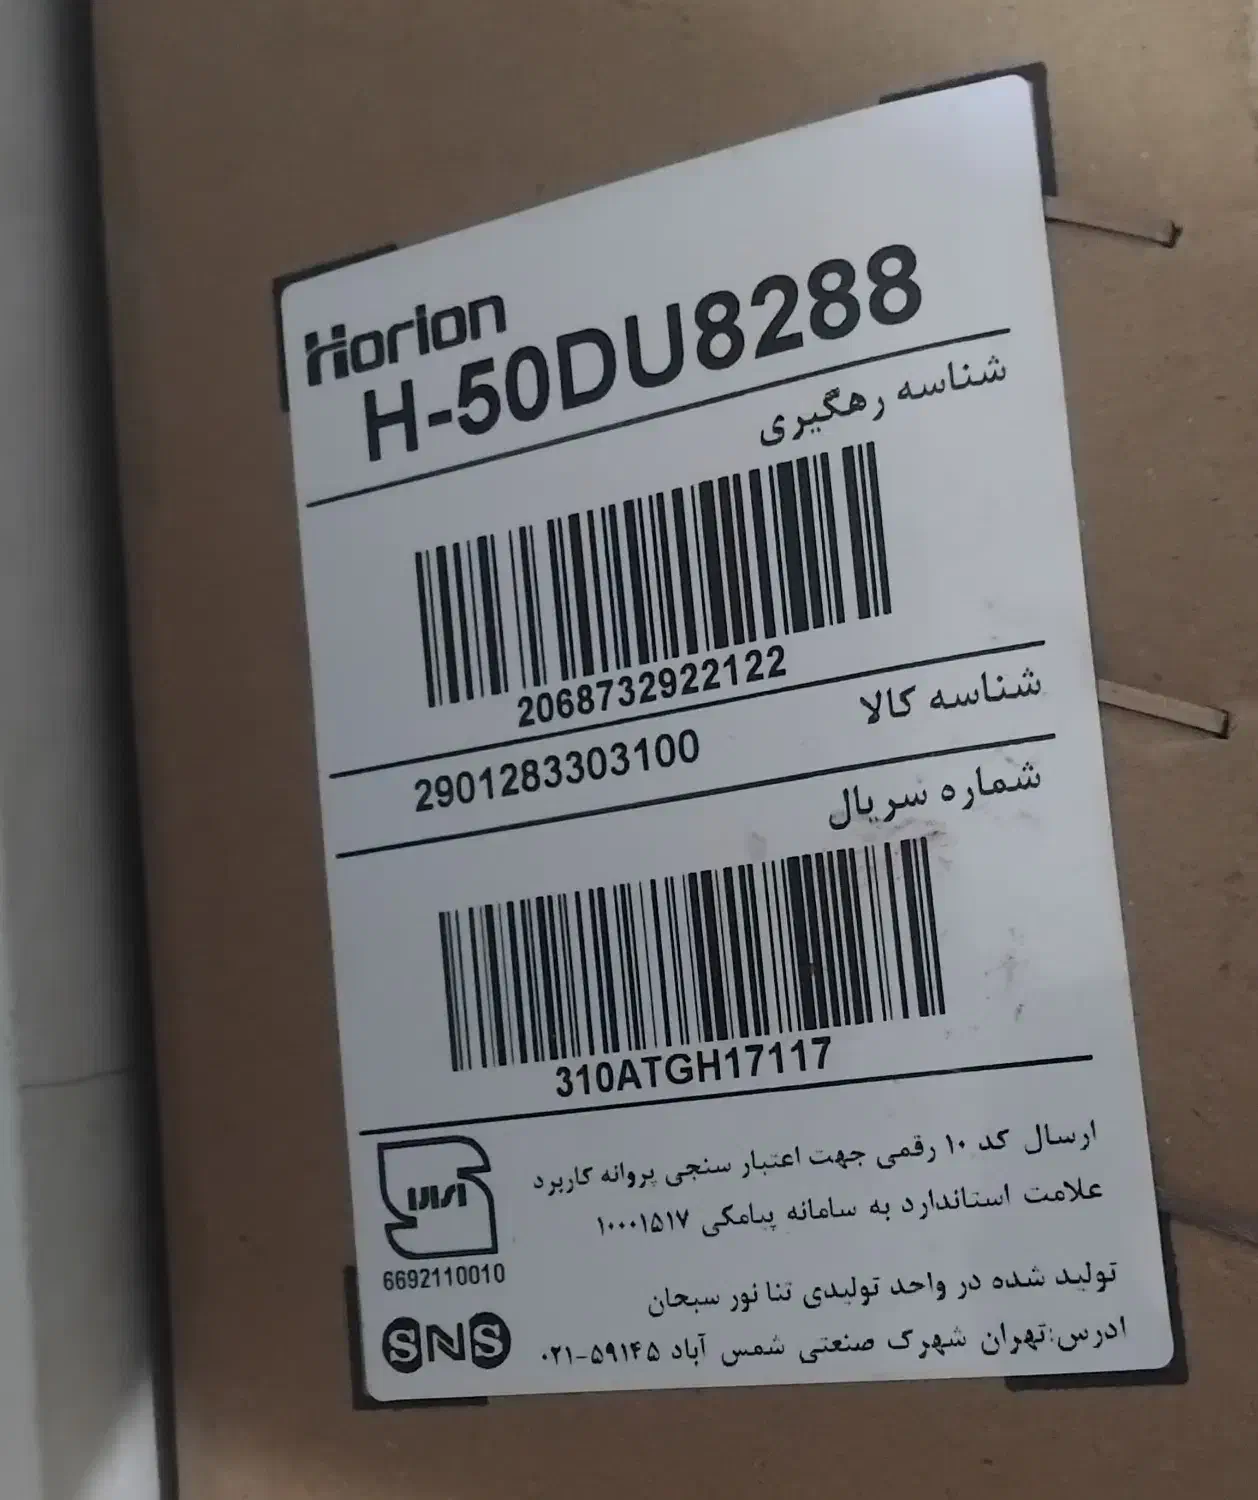 Horion
H-50DU8288
شناسه رهگیری
2068732922122
شناسه کالا
2901283303100
شماره سریال
310ATGH17117
ارسال کد ۱۰ رقمی جهت اعتبار سنجی پروانه کاربرد
علامت استاندارد به سامانه پیامکی ۱۰۰۰۱۵۱۷
6692110010
تولید شده در واحد تولیدی تنا نور سبحان
ادرس:تهران شهرک صنعتی شمس آباد ۵۹۱۴۵-۰۲۱
SNS